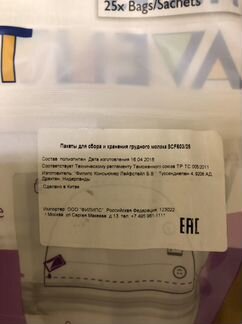 25x Bags/Sachets
AVENT
Пакеты для сбора и хранения грудного молока SCF603/25
Состав: полиэтилен. Дата изготовления 16.04.2018
Соответствует Техническому регламенту Таможенного союза ТР ТС 005/2011
Изготовитель: "Филипс Консьюмер Лайфстайл Б.В.", Туссендиепен 4, 9206 АД,
Драхтен, Нидерланды
Сделано в Китае
Импортер: ООО "ФИЛИПС", Российская Федерация, 123022
г. Москва, ул. Сергея Макеева, д.13, тел. +7 495 961-1111
EAC